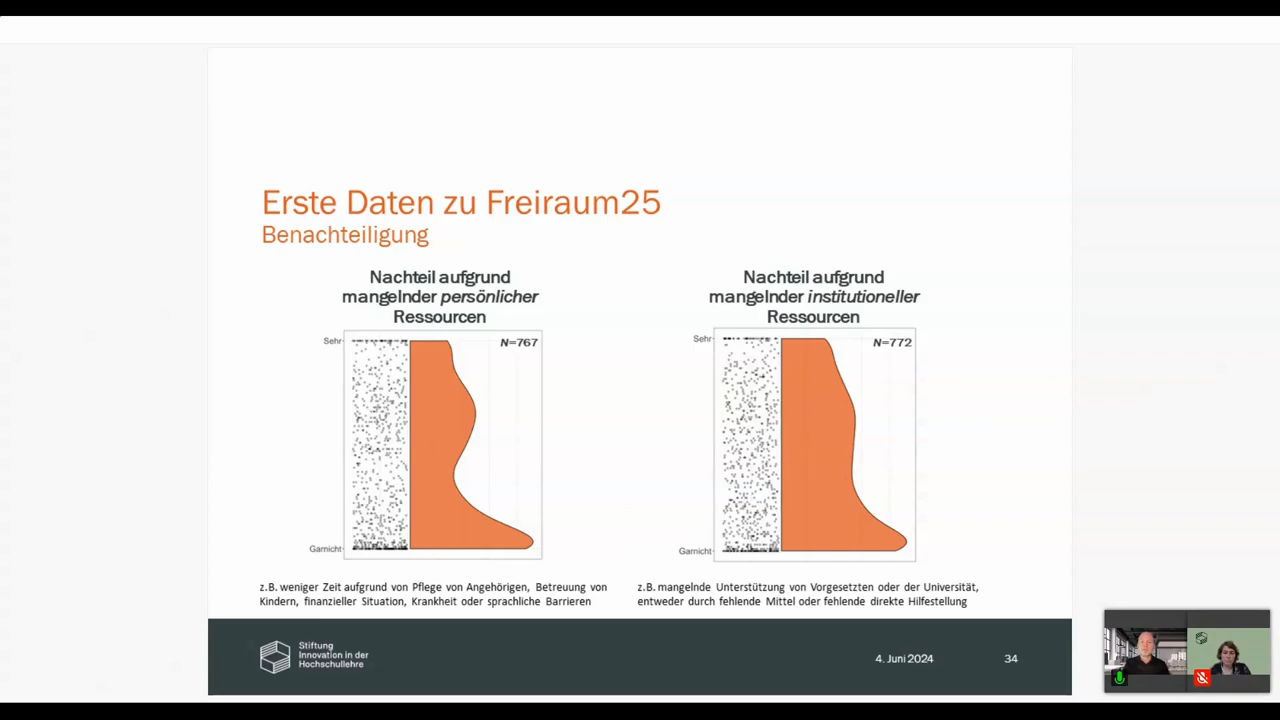 Erste Daten zu Freiraum25
Benachteiligung
Nachteil aufgrund
mangelnder persönlicher
Ressourcen
Sehr
N=767
Garnicht
z.B. weniger Zeit aufgrund von Pflege von Angehörigen, Betreuung von
Kindern, finanzieller Situation, Krankheit oder sprachliche Barrieren
Nachteil aufgrund
mangelnder institutioneller
Ressourcen
Sehr
N=772
Garnicht
z.B. mangelnde Unterstützung von Vorgesetzten oder der Universität,
entweder durch fehlende Mittel oder fehlende direkte Hilfestellung
Stiftung
Innovation in der
Hochschullehre
4. Juni 2024
34